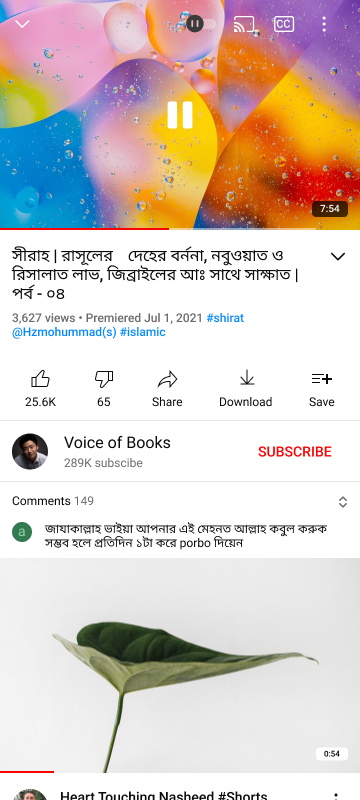 CC
7:54
সীরাহ | রাসূলের দেহের বর্ননা, নবুওয়াত ও
রিসালাত লাভ, জিব্রাইলের আঃ সাথে সাক্ষাত |
পর্ব - ০৪
3,627 views • Premiered Jul 1, 2021 #shirat
@Hzmohummad(s) #islamic
25.6K 65 Share Download Save
Voice of Books
289K subscibe
SUBSCRIBE
Comments 149
a
জাযাকাল্লাহ ভাইয়া আপনার এই মেহনত আল্লাহ কবুল করুক
সম্ভব হলে প্রতিদিন ১টা করে porbo দিয়েন
0:54
Heart Touching Nasheed #Shorts